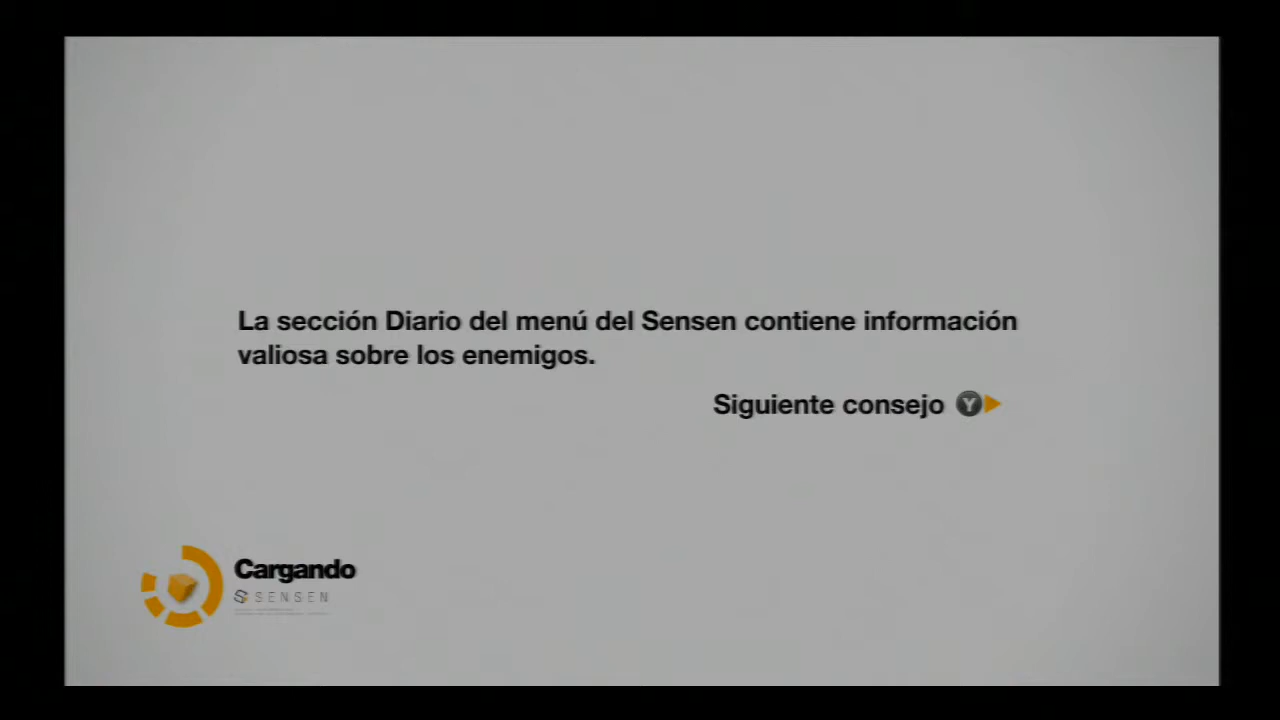 La sección Diario del menú del Sensen contiene información
valiosa sobre los enemigos.
Siguiente consejo Y
Cargando
SENSEN